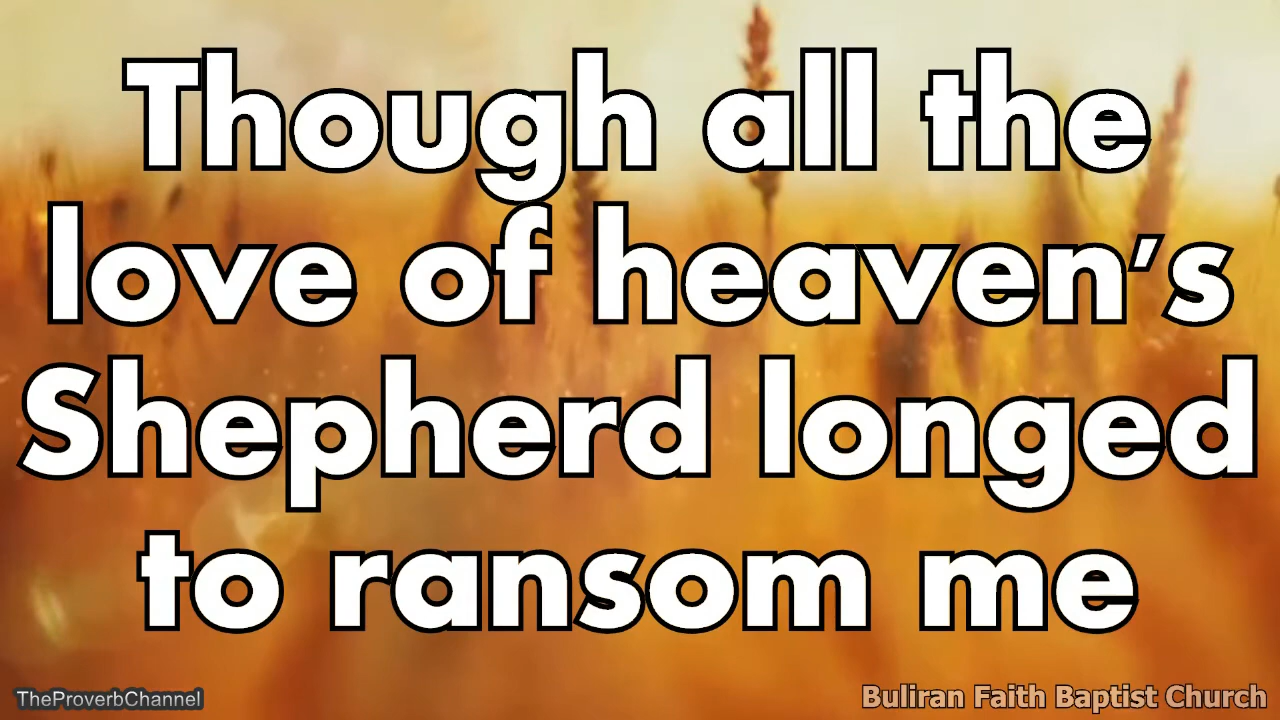 Though all the
love of heaven's
Shepherd longed
to ransom me
TheProverbChannel
Buliran Faith Baptist Church